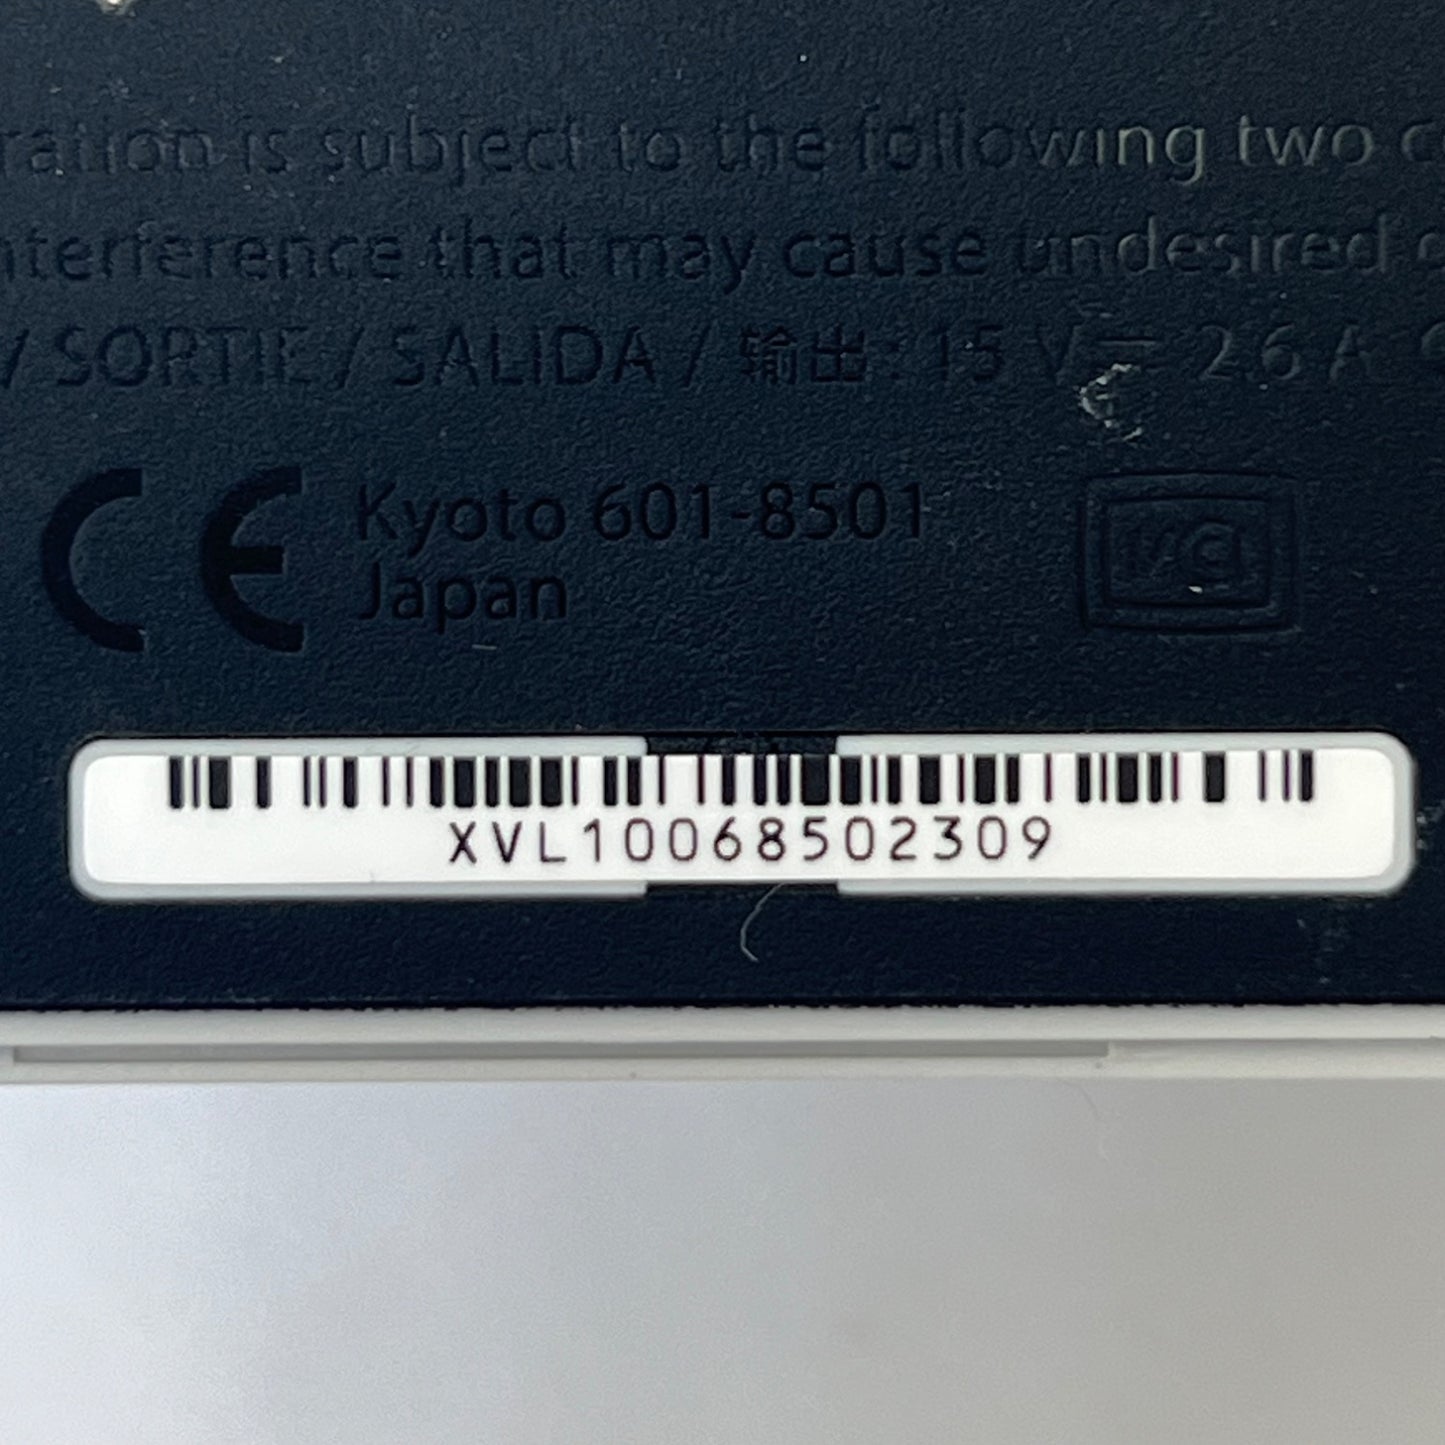 ration is subject to the following two c
nterference that may cause undesired o
/ SORTIE / SALIDA / 输出: 15 V⎓ 2.6 A
CE
Kyoto 601-8501
Japan
XVL10068502309